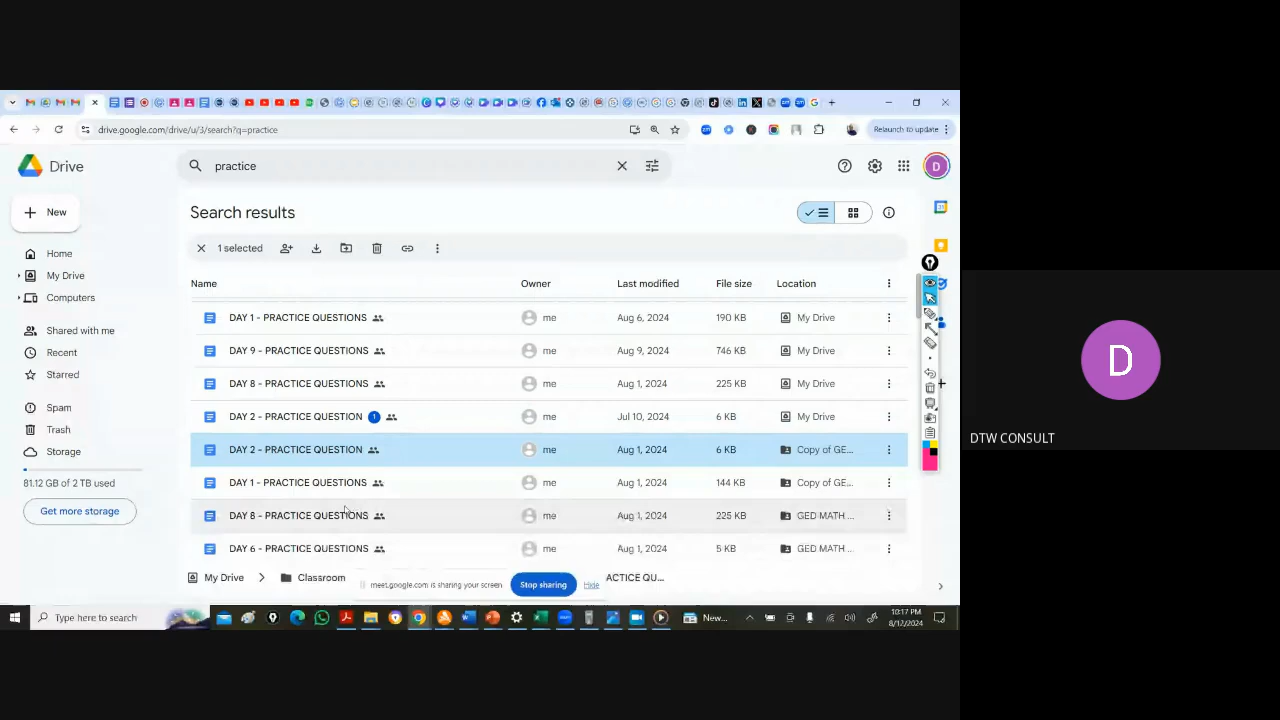 drive.google.com/drive/u/3/search?q=practice
Relaunch to update
Drive
practice
D
New
Search results
1 selected
Home
My Drive
Computers
Shared with me
Recent
Starred
Spam
Trash
Storage
81.12 GB of 2 TB used
Get more storage
Name Owner Last modified File size Location
DAY 1 - PRACTICE QUESTIONS me Aug 6, 2024 190 KB My Drive
DAY 9 - PRACTICE QUESTIONS me Aug 9, 2024 746 KB My Drive
DAY 8 - PRACTICE QUESTIONS me Aug 1, 2024 225 KB My Drive
DAY 2 - PRACTICE QUESTION 1 me Jul 10, 2024 6 KB My Drive
DAY 2 - PRACTICE QUESTION me Aug 1, 2024 6 KB Copy of GE...
DAY 1 - PRACTICE QUESTIONS me Aug 1, 2024 144 KB Copy of GE...
DAY 8 - PRACTICE QUESTIONS me Aug 1, 2024 225 KB GED MATH ...
DAY 6 - PRACTICE QUESTIONS me Aug 1, 2024 5 KB GED MATH ...
My Drive > Classroom ACTICE QU...
meet.google.com is sharing your screen Stop sharing Hide
Type here to search
New...
10:17 PM
8/12/2024
D
DTW CONSULT